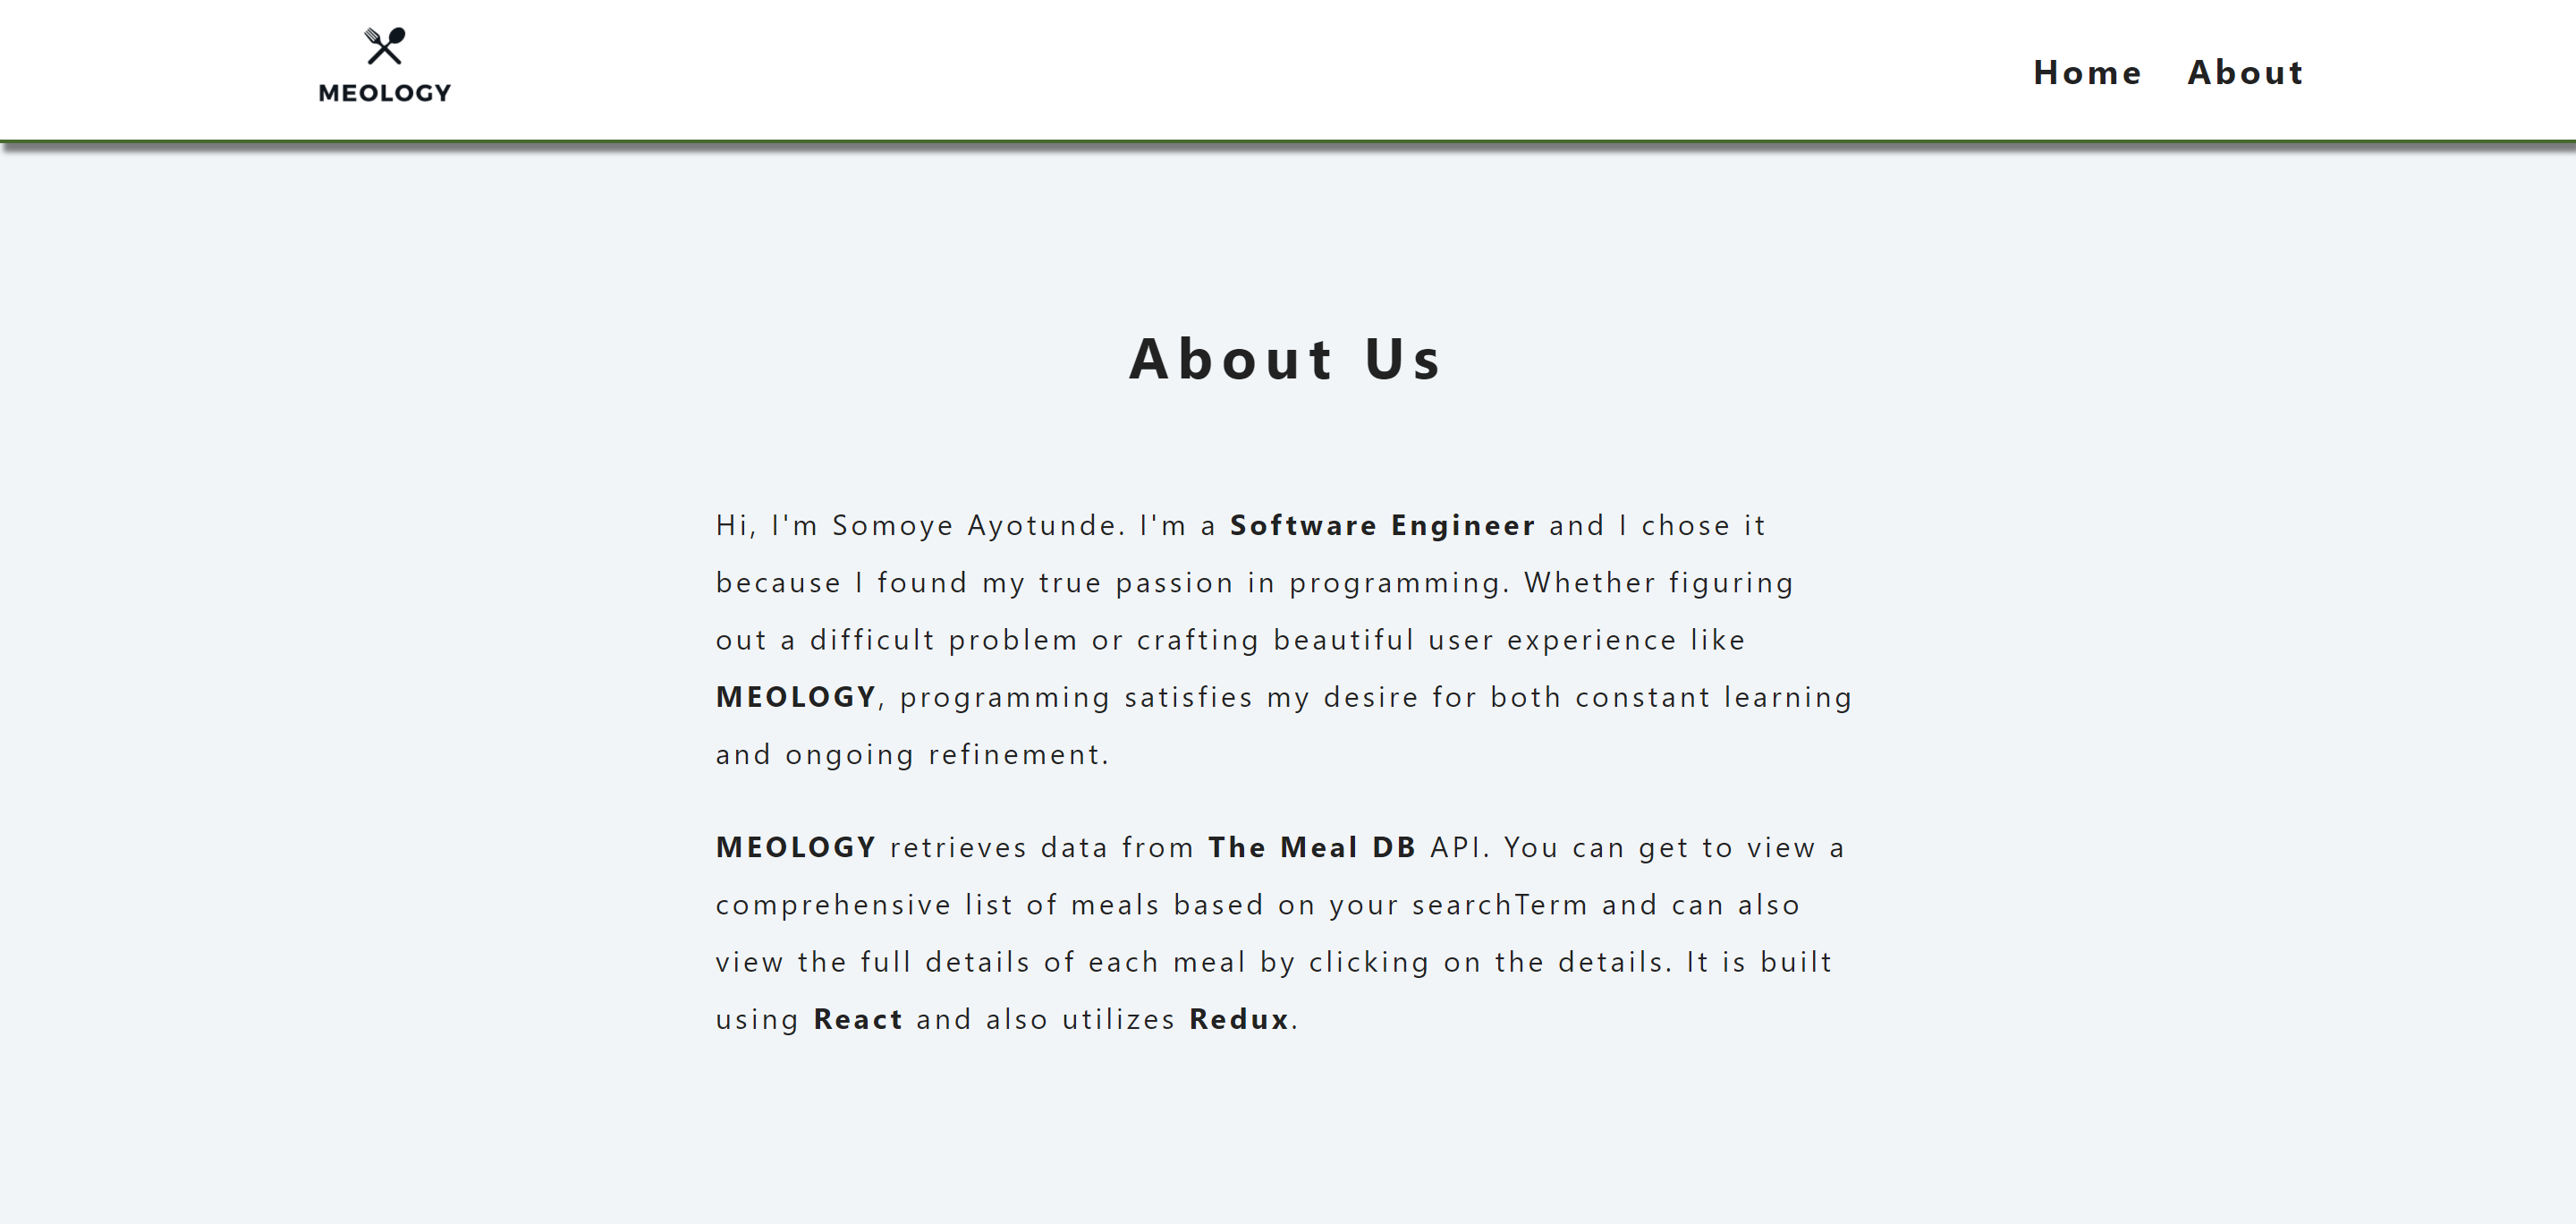 MEOLOGY
Home About
About Us
Hi, I'm Somoye Ayotunde. I'm a Software Engineer and I chose it
because I found my true passion in programming. Whether figuring
out a difficult problem or crafting beautiful user experience like
MEOLOGY, programming satisfies my desire for both constant learning
and ongoing refinement.
MEOLOGY retrieves data from The Meal DB API. You can get to view a
comprehensive list of meals based on your searchTerm and can also
view the full details of each meal by clicking on the details. It is built
using React and also utilizes Redux.